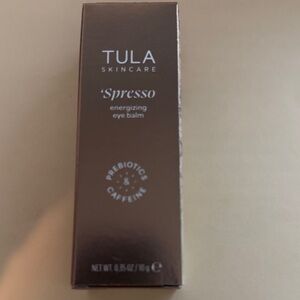 TULA
SKINCARE
'Spresso
energizing
eye balm
PREBIOTICS
&
CAFFEINE
NET WT. 0.35 OZ / 10 g ℮